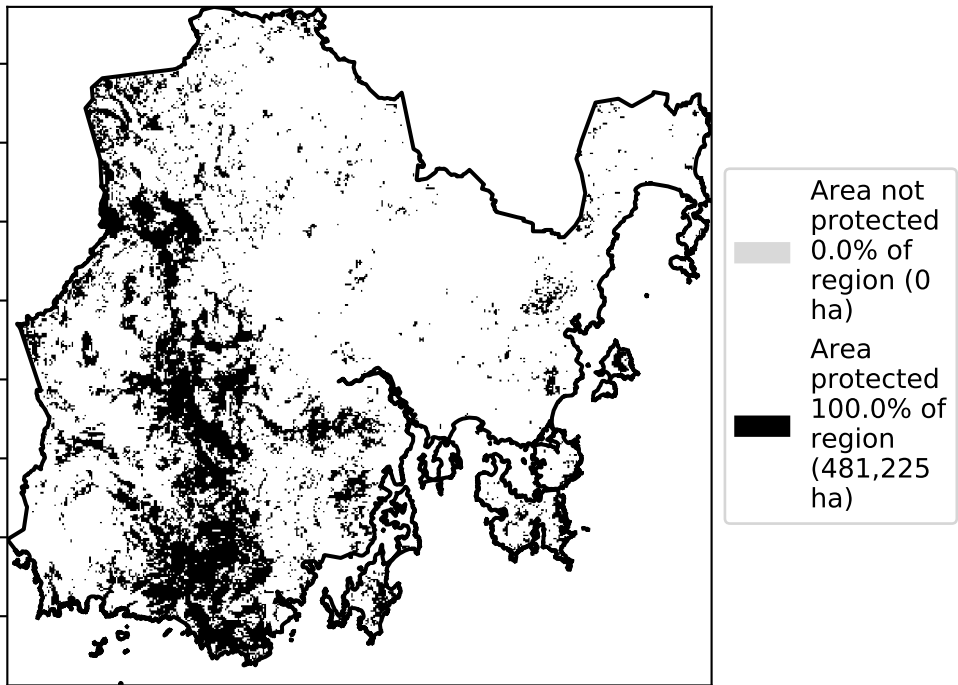 Area not
protected
0.0% of
region (0
ha)
Area
protected
100.0% of
region
(481,225
ha)